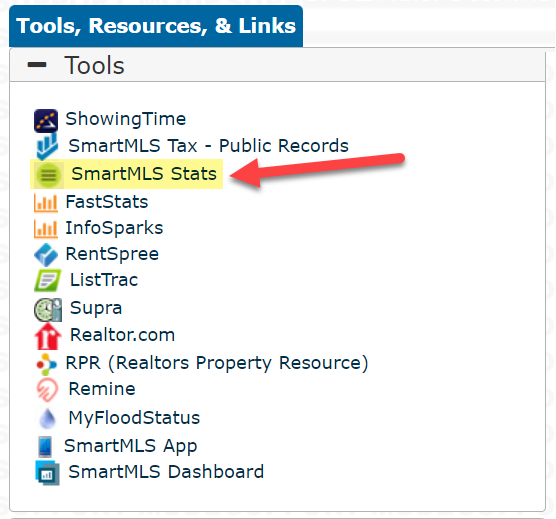 Tools, Resources, & Links
Tools
ShowingTime
SmartMLS Tax - Public Records
SmartMLS Stats
FastStats
InfoSparks
RentSpree
ListTrac
Supra
Realtor.com
RPR (Realtors Property Resource)
Remine
MyFloodStatus
SmartMLS App
SmartMLS Dashboard